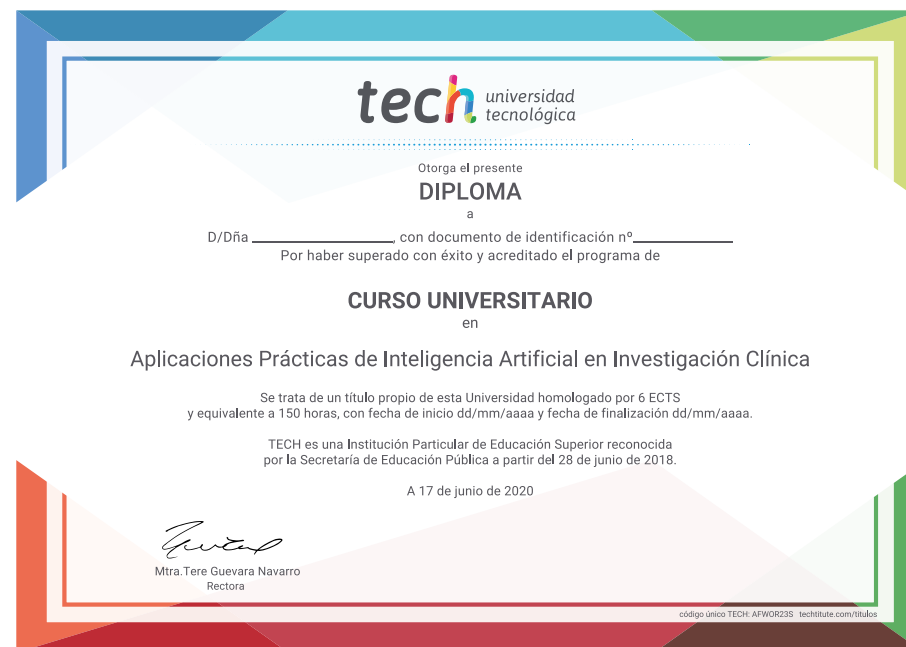 tech universidad
tecnológica
Otorga el presente
DIPLOMA
a
D/Dña ____________________, con documento de identificación nº______________
Por haber superado con éxito y acreditado el programa de
CURSO UNIVERSITARIO
en
Aplicaciones Prácticas de Inteligencia Artificial en Investigación Clínica
Se trata de un título propio de esta Universidad homologado por 6 ECTS
y equivalente a 150 horas, con fecha de inicio dd/mm/aaaa y fecha de finalización dd/mm/aaaa.
TECH es una Institución Particular de Educación Superior reconocida
por la Secretaría de Educación Pública a partir del 28 de junio de 2018.
A 17 de junio de 2020
Mtra.Tere Guevara Navarro
Rectora
código único TECH: AFWOR23S techtitute.com/titulos